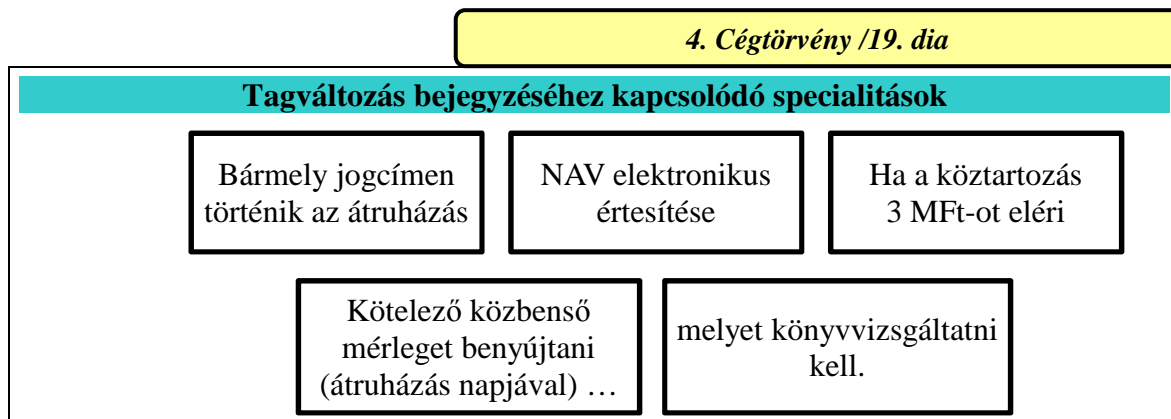 4. Cégtörvény /19. dia
Tagváltozás bejegyzéséhez kapcsolódó specialitások
Bármely jogcímen
történik az átruházás
NAV elektronikus
értesítése
Ha a köztartozás
3 MFt-ot eléri
Kötelező közbenső
mérleget benyújtani
(átruházás napjával) …
melyet könyvvizsgáltatni
kell.